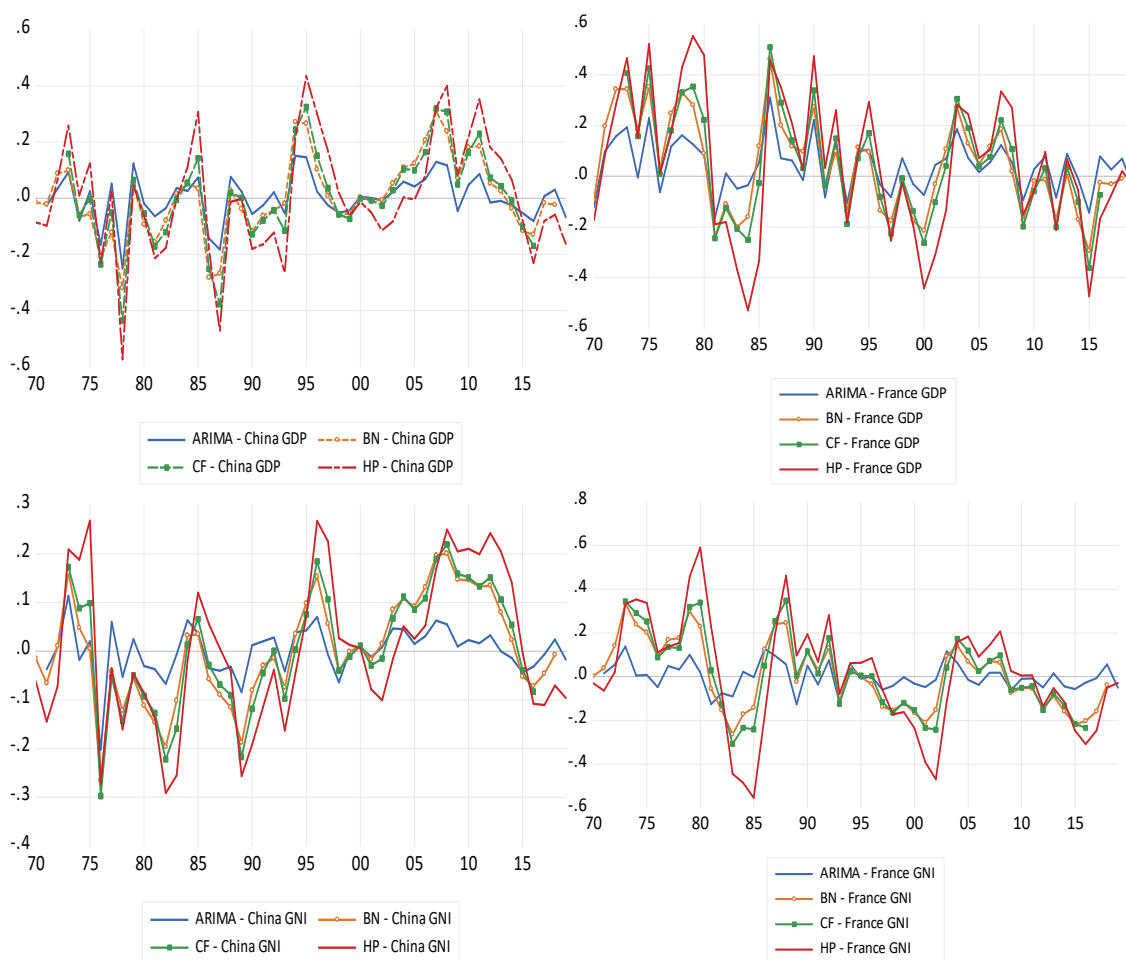 .6
.4
.2
.0
-.2
-.4
-.6
70 75 80 85 90 95 00 05 10 15
ARIMA - China GDP BN - China GDP
CF - China GDP HP - China GDP
.6
.4
.2
.0
-.2
-.4
-.6
70 75 80 85 90 95 00 05 10 15
ARIMA - France GDP
BN - France GDP
CF - France GDP
HP - France GDP
.3
.2
.1
.0
-.1
-.2
-.3
-.4
70 75 80 85 90 95 00 05 10 15
ARIMA - China GNI BN - China GNI
CF - China GNI HP - China GNI
.8
.6
.4
.2
.0
-.2
-.4
-.6
70 75 80 85 90 95 00 05 10 15
ARIMA - France GNI
BN - France GNI
CF - France GNI
HP - France GNI